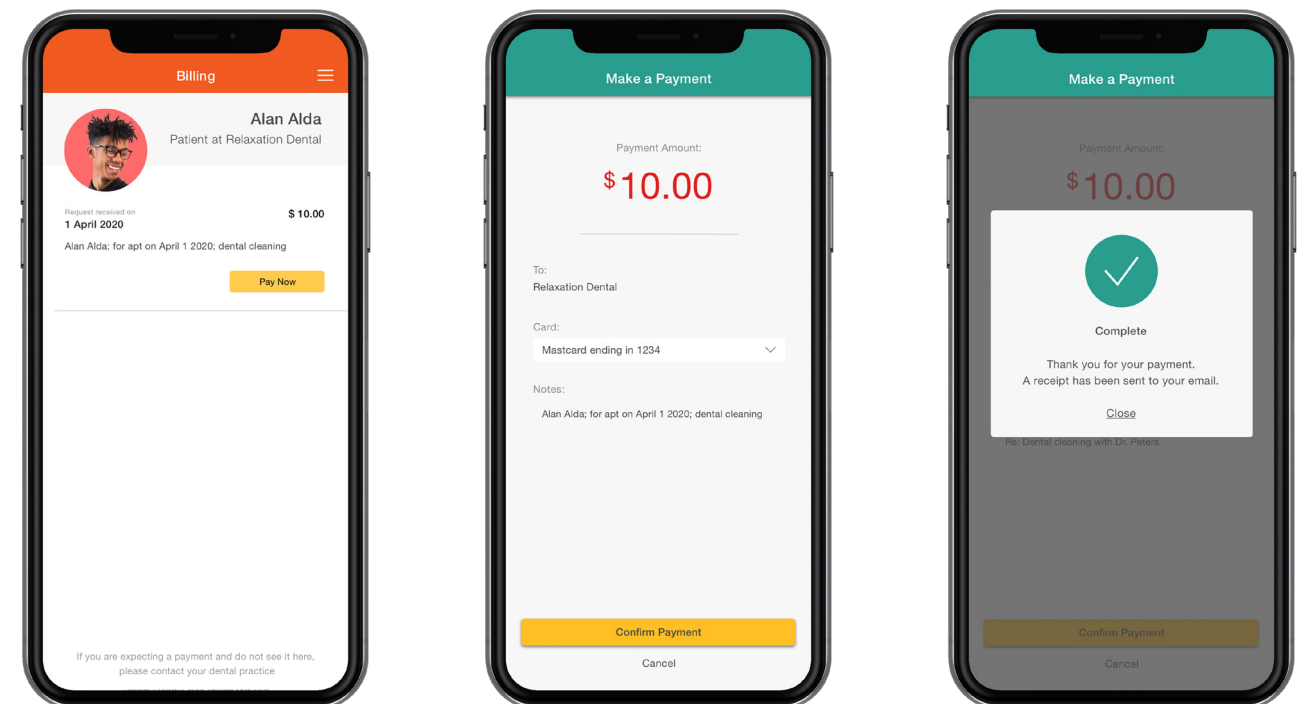 Billing
Alan Alda
Patient at Relaxation Dental
Request received on
1 April 2020
$ 10.00
Alan Alda; for apt on April 1 2020; dental cleaning
Pay Now
If you are expecting a payment and do not see it here,
please contact your dental practice
Make a Payment
Payment Amount:
$10.00
To:
Relaxation Dental
Card:
Mastcard ending in 1234
Notes:
Alan Alda; for apt on April 1 2020; dental cleaning
Confirm Payment
Cancel
Make a Payment
Payment Amount:
$10.00
Complete
Thank you for your payment.
A receipt has been sent to your email.
Close
Re: Dental cleaning with Dr. Peters
Confirm Payment
Cancel